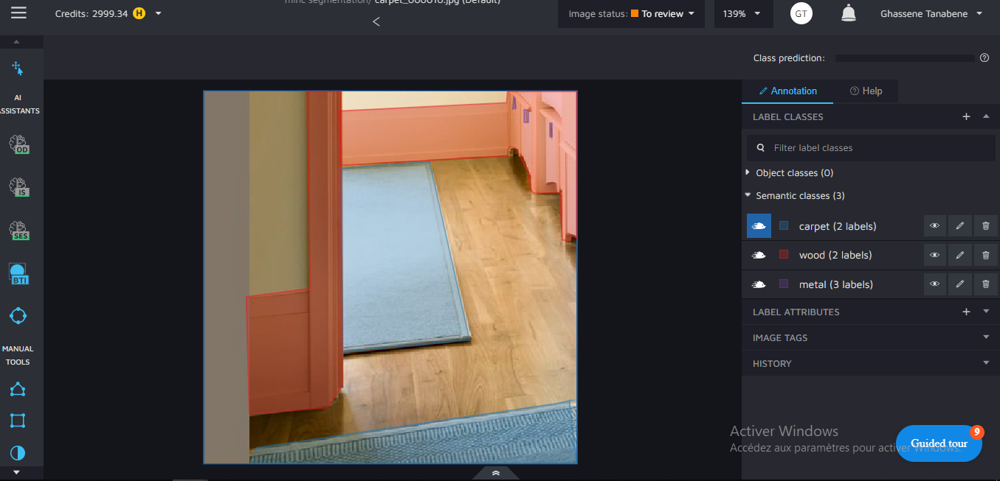 Credits: 2999.34 H
minc segmentation/ carpet_000010.jpg (Default)
<
Image status: To review
139%
GT
Ghassene Tanabene
Class prediction:
AI
ASSISTANTS
OD
IS
SES
BTI
MANUAL
TOOLS
Annotation
Help
LABEL CLASSES
Filter label classes
Object classes (0)
Semantic classes (3)
carpet (2 labels)
wood (2 labels)
metal (3 labels)
LABEL ATTRIBUTES
IMAGE TAGS
HISTORY
Activer Windows
Accédez aux paramètres pour activer Windows.
9
Guided tour